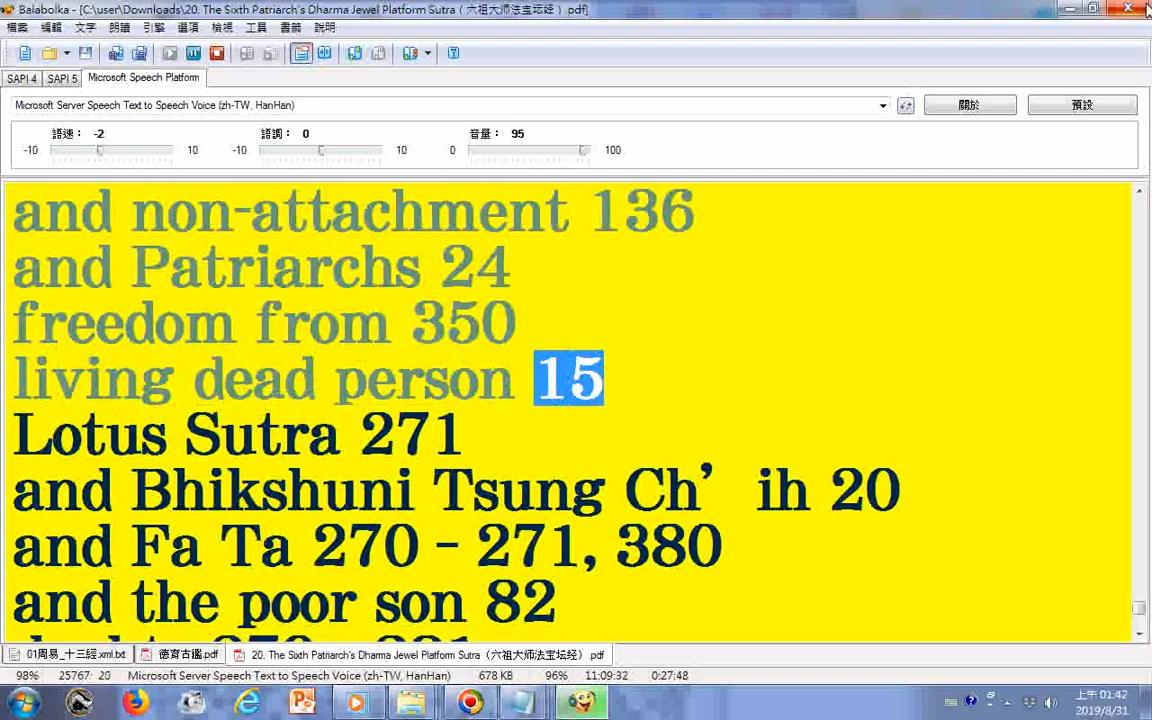 Balabolka - [C:\user\Downloads\20. The Sixth Patriarch's Dharma Jewel Platform Sutra（六祖大师法宝坛经）.pdf]
檔案 編輯 文字 朗讀 引擎 選項 檢視 工具 書籤 說明
SAPI 4 SAPI 5 Microsoft Speech Platform
Microsoft Server Speech Text to Speech Voice (zh-TW, HanHan) 關於 預設
語速： -2 語調： 0 音量： 95
-10 10 -10 10 0 100
and non-attachment 136
and Patriarchs 24
freedom from 350
living dead person 15
Lotus Sutra 271
and Bhikshuni Tsung Ch’ih 20
and Fa Ta 270 - 271, 380
and the poor son 82
01周易_十三經.xml.txt 德育古鑑.pdf 20. The Sixth Patriarch's Dharma Jewel Platform Sutra（六祖大师法宝坛经）.pdf
98% Microsoft Server Speech Text to Speech Voice (zh-TW, HanHan) 678 KB 96% 11:09:32 0:27:48
上午 01:42
2019/8/31